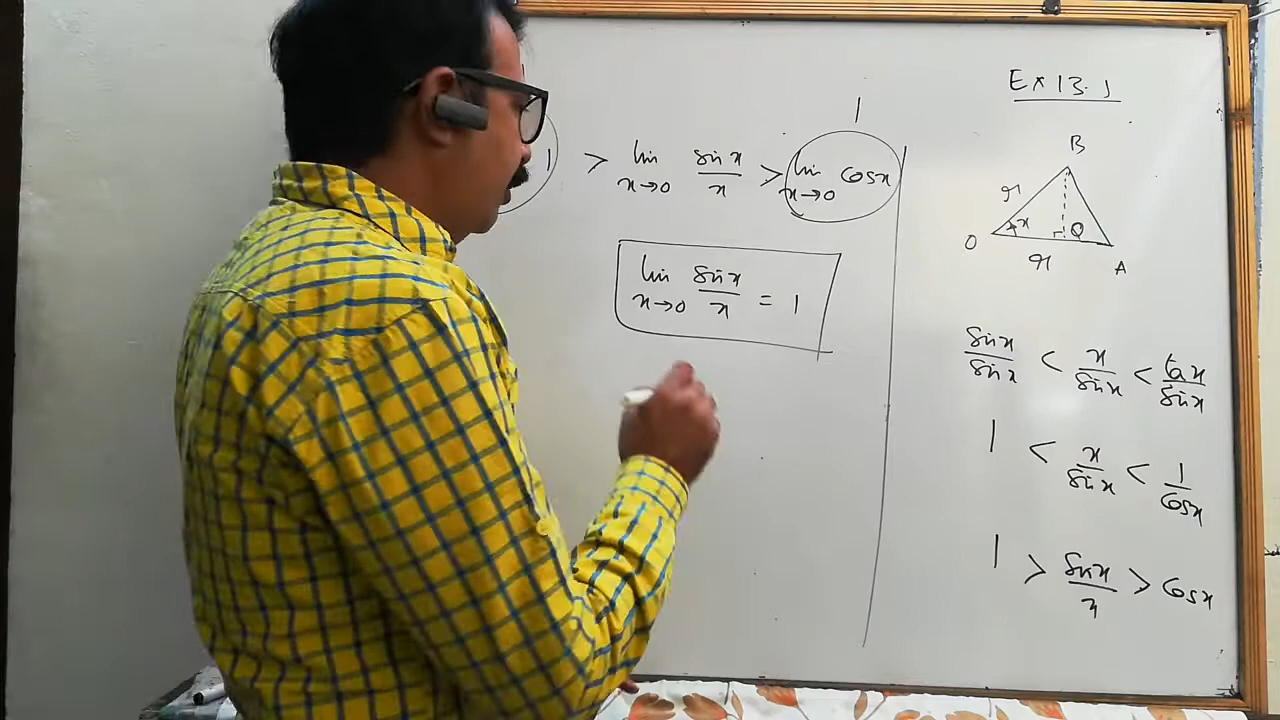 1 > lim x→0 sin x / x > lim x→0 cos x
1
lim x→0 sin x / x = 1
Ex 13.1
B
r
x
O
r
Q
A
sin x / sin x < x / sin x < tan x / sin x
1 < x / sin x < 1 / cos x
1 > sin x / x > cos x